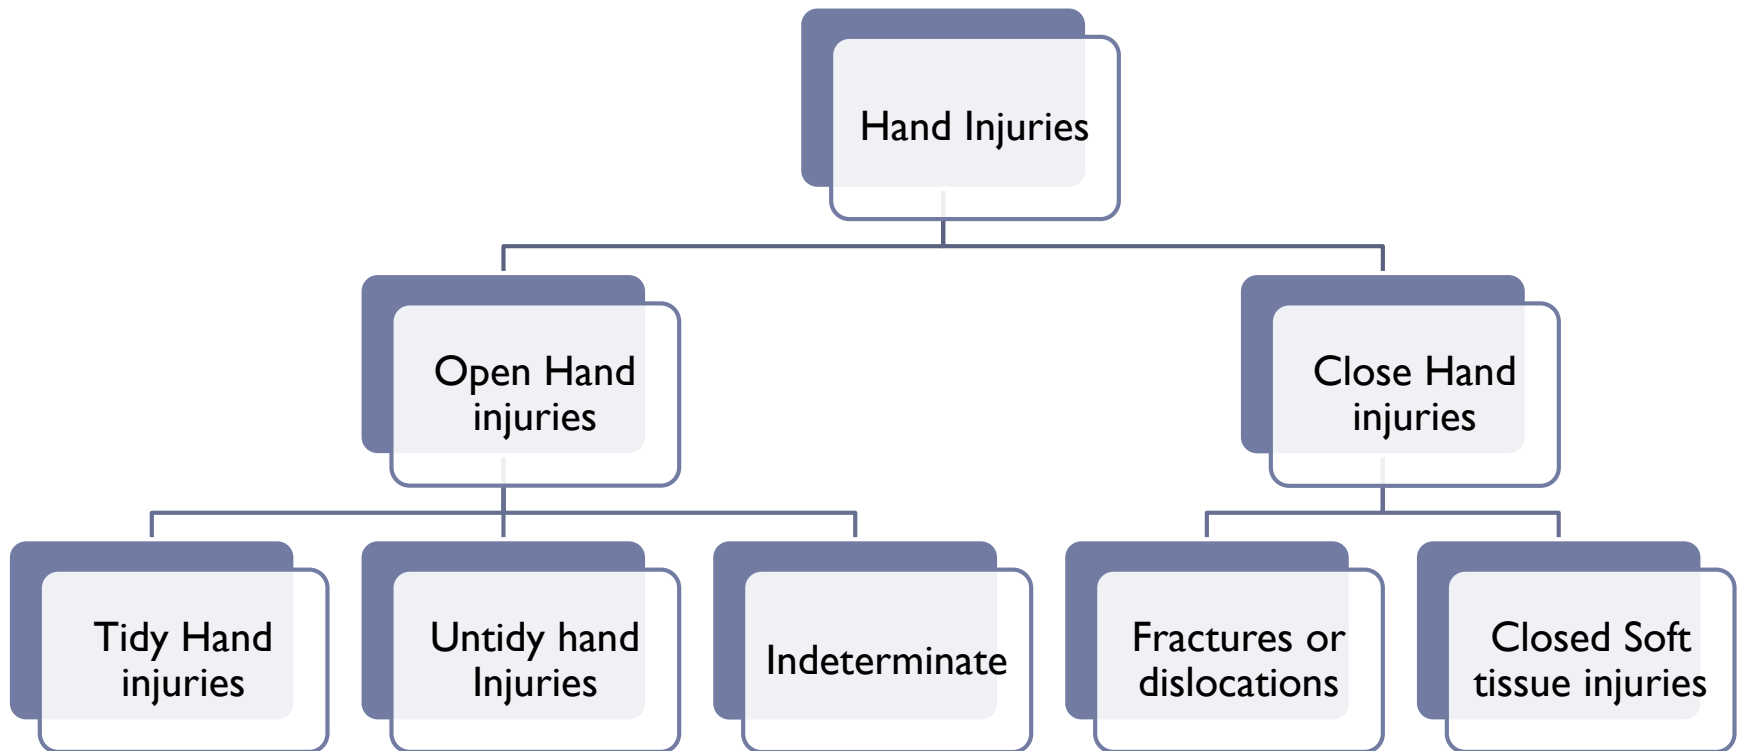 Hand Injuries
Open Hand
injuries
Close Hand
injuries
Tidy Hand
injuries
Untidy hand
Injuries
Indeterminate
Fractures or
dislocations
Closed Soft
tissue injuries